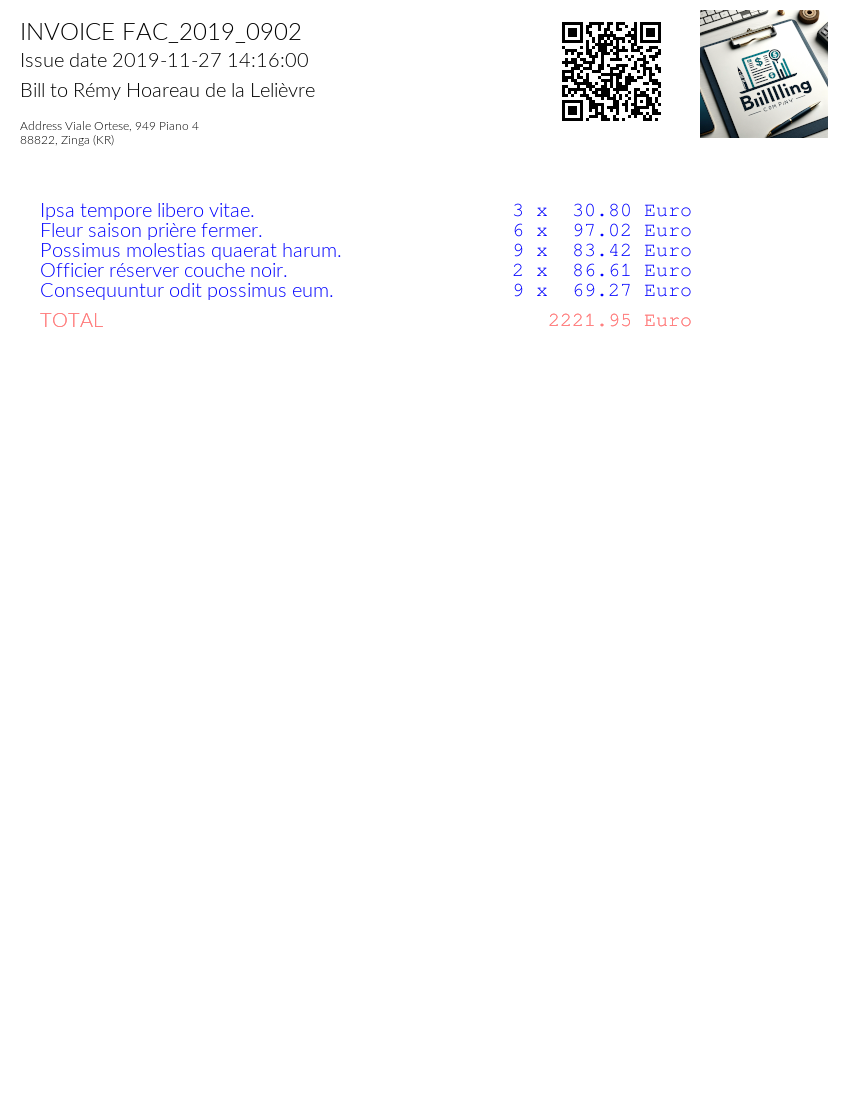 INVOICE FAC_2019_0902
Issue date 2019-11-27 14:16:00
Bill to Rémy Hoareau de la Lelièvre
Address Viale Ortese, 949 Piano 4
88822, Zinga (KR)
Biilllling
COMPANY
Ipsa tempore libero vitae. 3 x 30.80 Euro
Fleur saison prière fermer. 6 x 97.02 Euro
Possimus molestias quaerat harum. 9 x 83.42 Euro
Officier réserver couche noir. 2 x 86.61 Euro
Consequuntur odit possimus eum. 9 x 69.27 Euro
TOTAL 2221.95 Euro